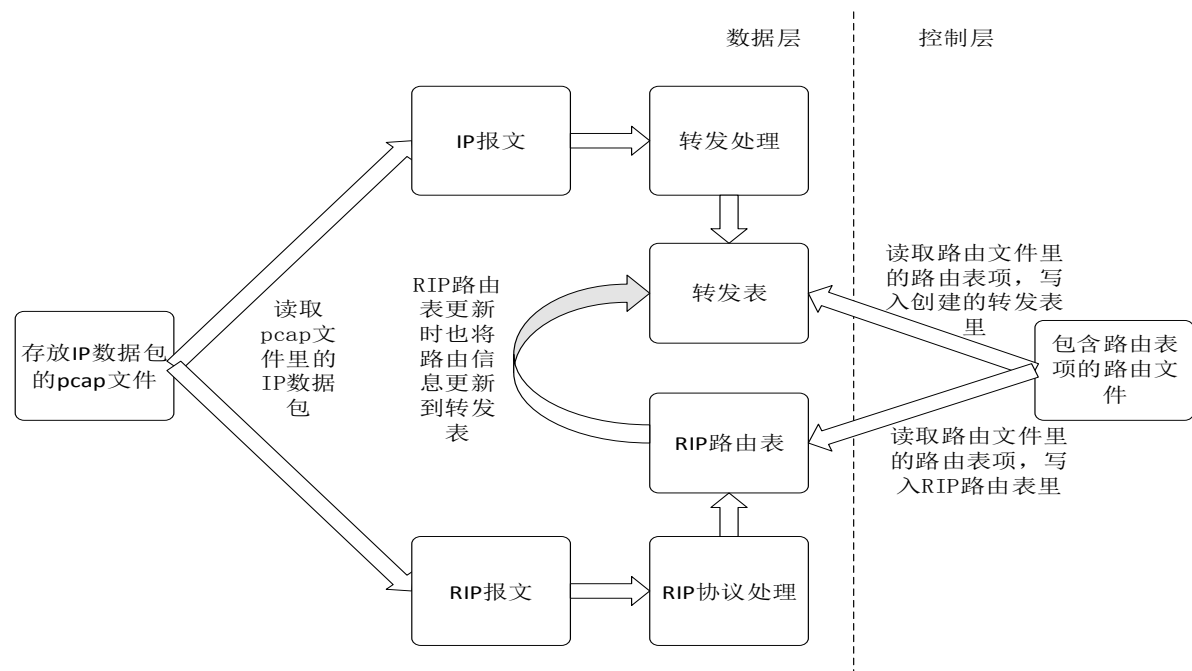 数据层
控制层
IP报文
转发处理
读取
pcap文
件里的
IP数据
包
RIP路由
表更新
时也将
路由信
息更新
到转发
表
转发表
读取路由文件里
的路由表项，写
入创建的转发表
里
存放IP数据包
的pcap文件
包含路由表
项的路由文
件
RIP路由表
读取路由文件里
的路由表项，写
入RIP路由表里
RIP报文
RIP协议处理